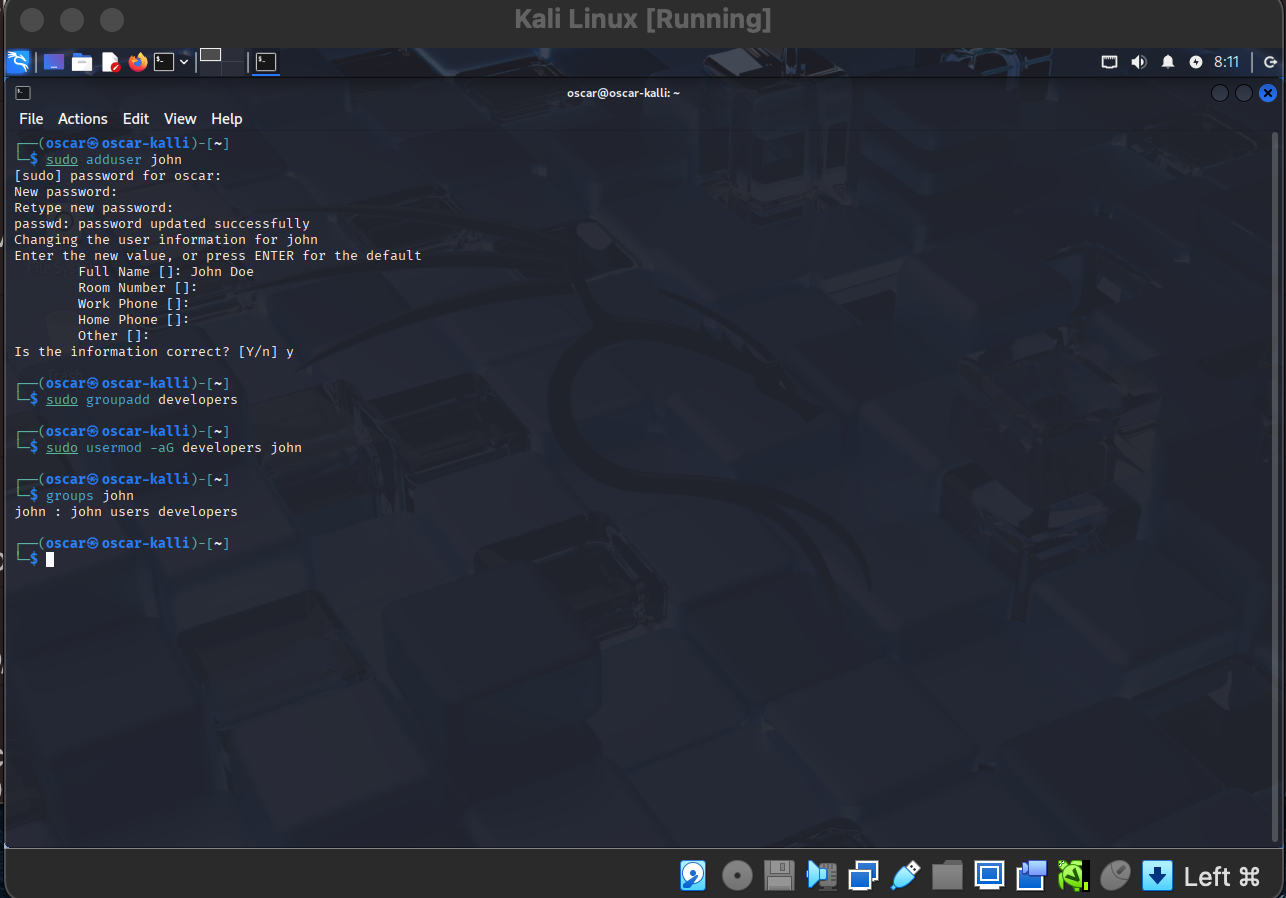 Kali Linux [Running]
8:11
oscar@oscar-kalli: ~
File Actions Edit View Help
┌──(oscar㉿oscar-kalli)-[~]
└─$ sudo adduser john
[sudo] password for oscar:
New password:
Retype new password:
passwd: password updated successfully
Changing the user information for john
Enter the new value, or press ENTER for the default
Full Name []: John Doe
Room Number []:
Work Phone []:
Home Phone []:
Other []:
Is the information correct? [Y/n] y
┌──(oscar㉿oscar-kalli)-[~]
└─$ sudo groupadd developers
┌──(oscar㉿oscar-kalli)-[~]
└─$ sudo usermod -aG developers john
┌──(oscar㉿oscar-kalli)-[~]
└─$ groups john
john : john users developers
┌──(oscar㉿oscar-kalli)-[~]
└─$
Left ⌘